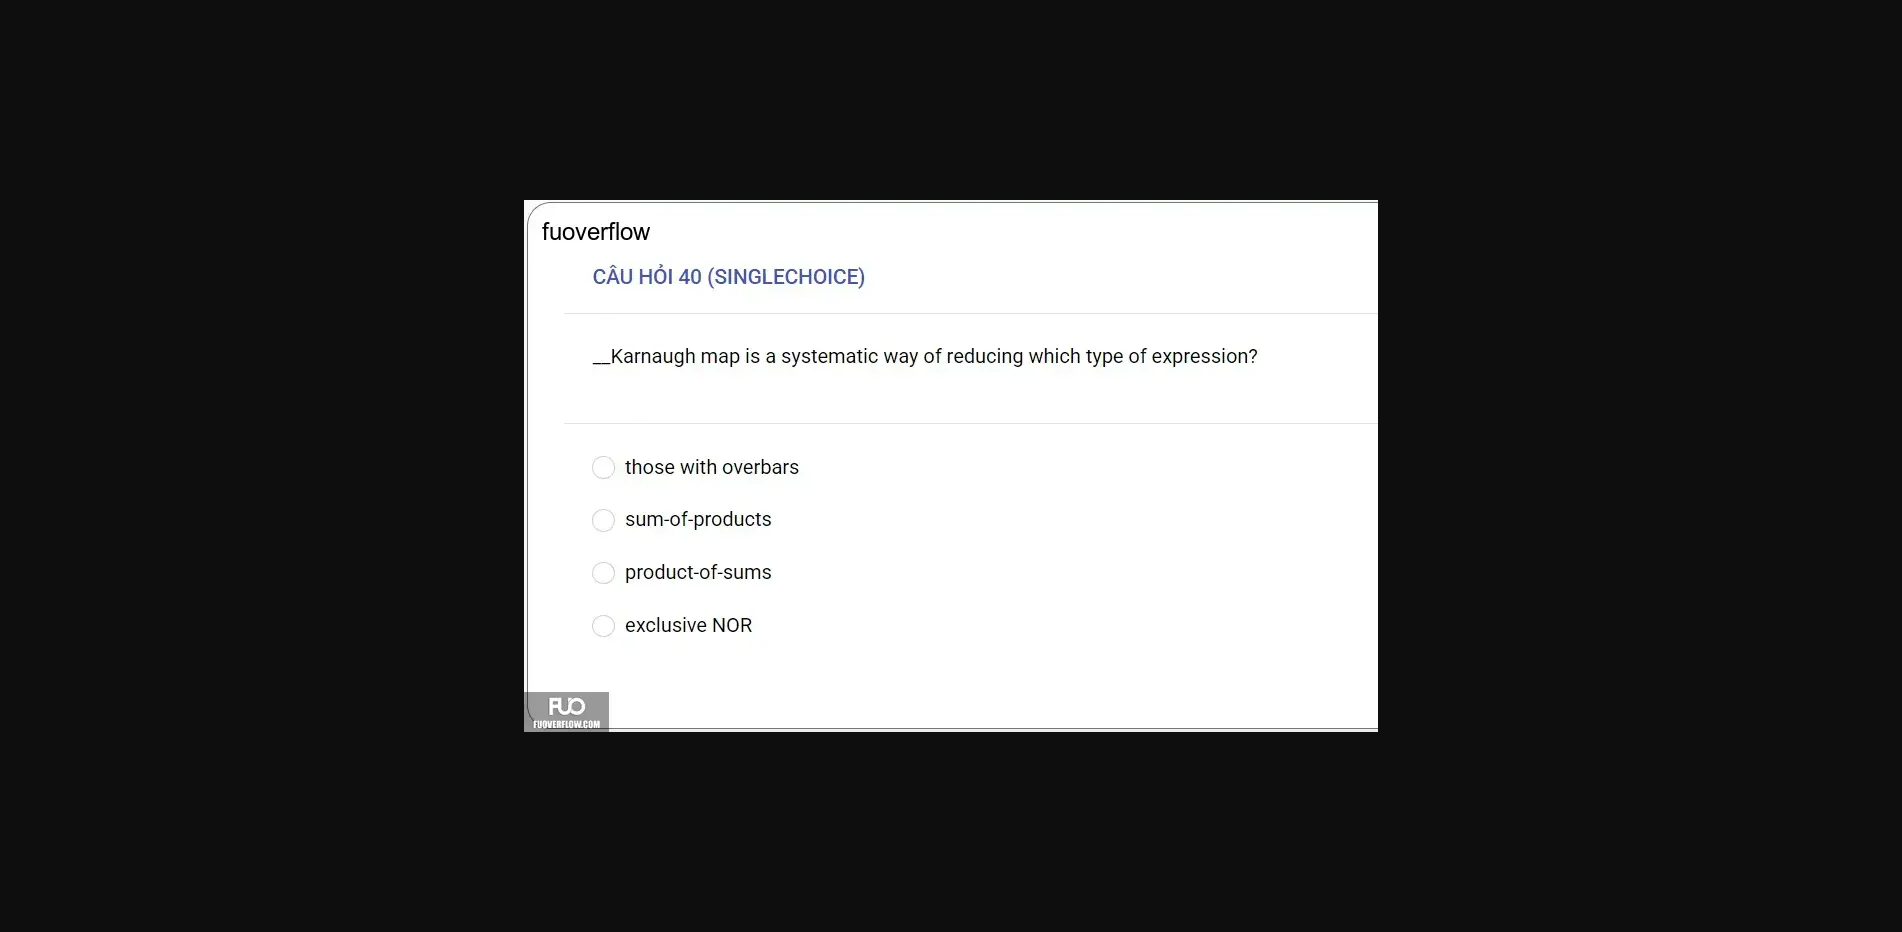 fuoverflow
CÂU HỎI 40 (SINGLECHOICE)
__Karnaugh map is a systematic way of reducing which type of expression?
those with overbars
sum-of-products
product-of-sums
exclusive NOR
FUO
FUOVERFLOW.COM